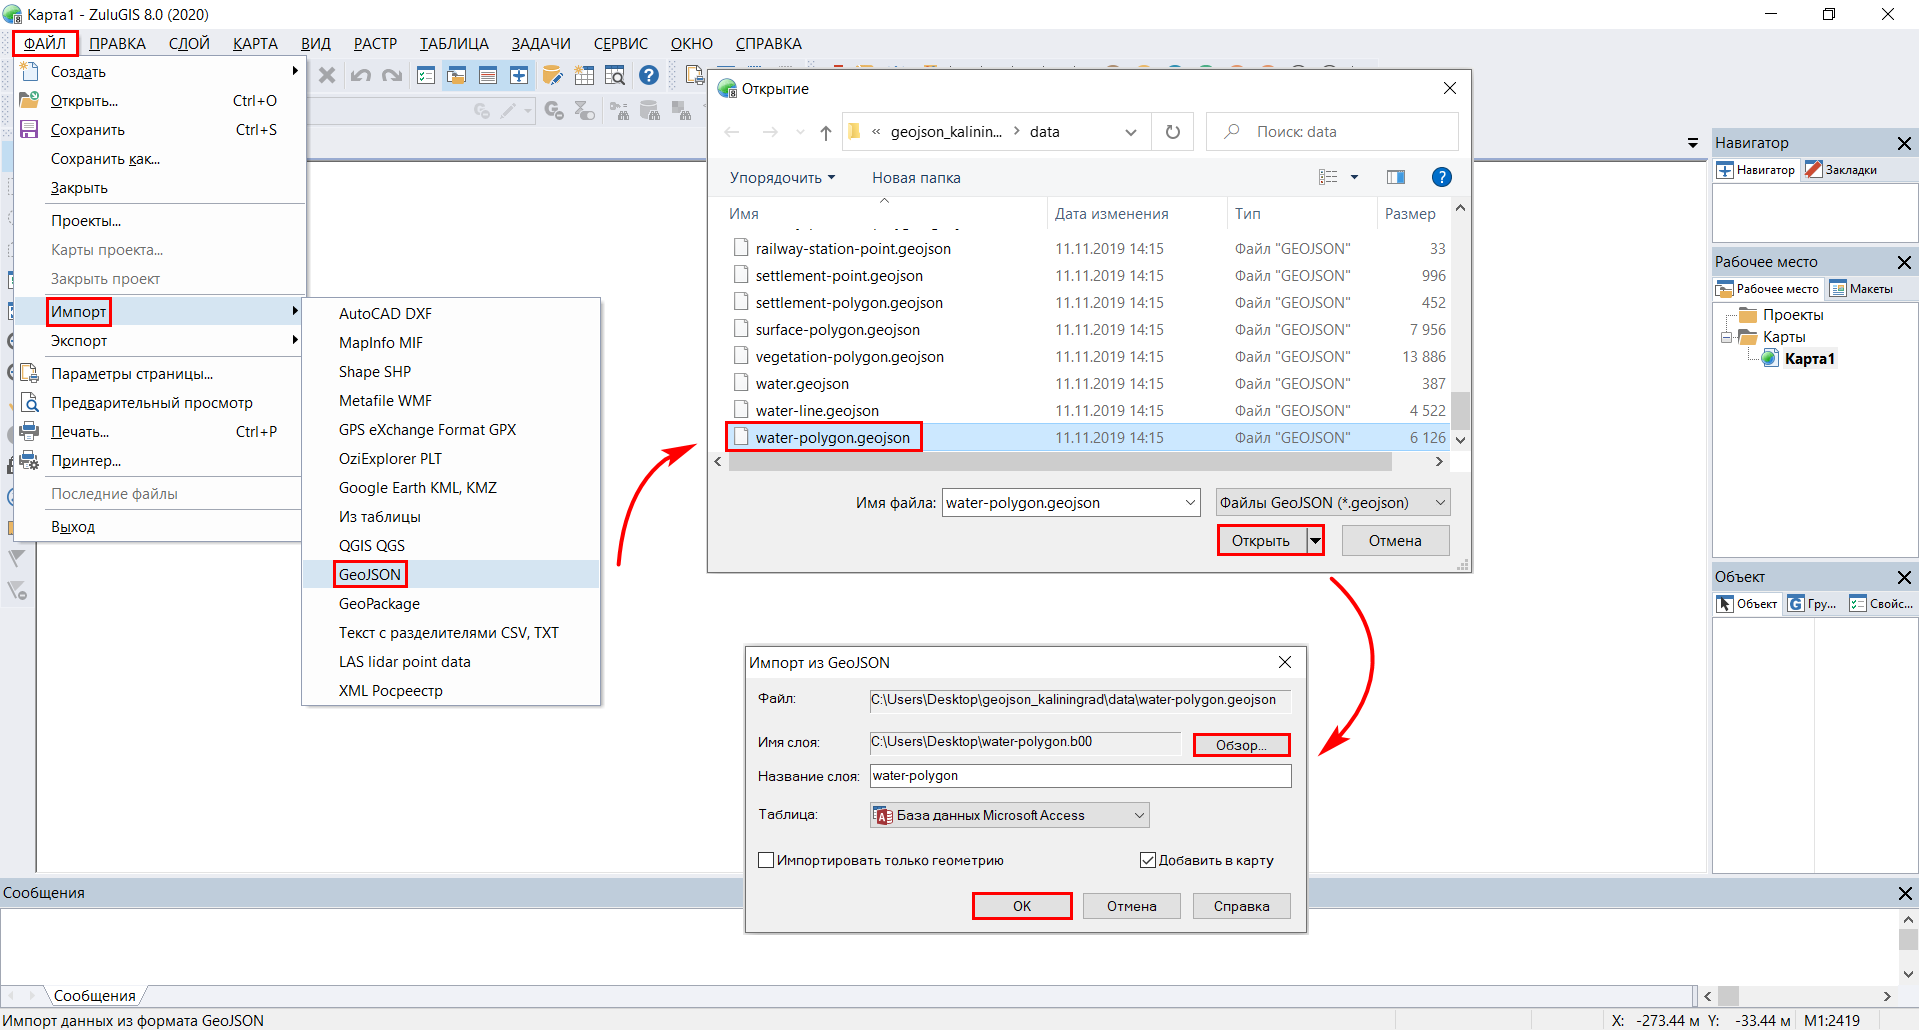 Карта1 - ZuluGIS 8.0 (2020)
ФАЙЛ ПРАВКА СЛОЙ КАРТА ВИД РАСТР ТАБЛИЦА ЗАДАЧИ СЕРВИС ОКНО СПРАВКА
Создать
Открыть... Ctrl+O
Сохранить Ctrl+S
Сохранить как...
Закрыть
Проекты...
Карты проекта...
Закрыть проект
Импорт
Экспорт
Параметры страницы...
Предварительный просмотр
Печать... Ctrl+P
Принтер...
Последние файлы
Выход
AutoCAD DXF
MapInfo MIF
Shape SHP
Metafile WMF
GPS eXchange Format GPX
OziExplorer PLT
Google Earth KML, KMZ
Из таблицы
QGIS QGS
GeoJSON
GeoPackage
Текст с разделителями CSV, TXT
LAS lidar point data
XML Росреестр
Открытие
« geojson_kalinin... › data
Поиск: data
Упорядочить Новая папка
Имя Дата изменения Тип Размер
railway-station-point.geojson 11.11.2019 14:15 Файл "GEOJSON" 33
settlement-point.geojson 11.11.2019 14:15 Файл "GEOJSON" 996
settlement-polygon.geojson 11.11.2019 14:15 Файл "GEOJSON" 452
surface-polygon.geojson 11.11.2019 14:15 Файл "GEOJSON" 7 956
vegetation-polygon.geojson 11.11.2019 14:15 Файл "GEOJSON" 13 886
water.geojson 11.11.2019 14:15 Файл "GEOJSON" 387
water-line.geojson 11.11.2019 14:15 Файл "GEOJSON" 4 522
water-polygon.geojson 11.11.2019 14:15 Файл "GEOJSON" 6 126
Имя файла: water-polygon.geojson Файлы GeoJSON (*.geojson)
Открыть Отмена
Импорт из GeoJSON
Файл: C:\Users\Desktop\geojson_kaliningrad\data\water-polygon.geojson
Имя слоя: C:\Users\Desktop\water-polygon.b00 Обзор...
Название слоя: water-polygon
Таблица: База данных Microsoft Access
Импортировать только геометрию Добавить в карту
OK Отмена Справка
Навигатор
Навигатор Закладки
Рабочее место
Рабочее место Макеты
Проекты
Карты
Карта1
Объект
Объект Гру... Свойс...
Сообщения
Сообщения
Импорт данных из формата GeoJSON X: -273.44 м Y: -33.44 м М1:2419